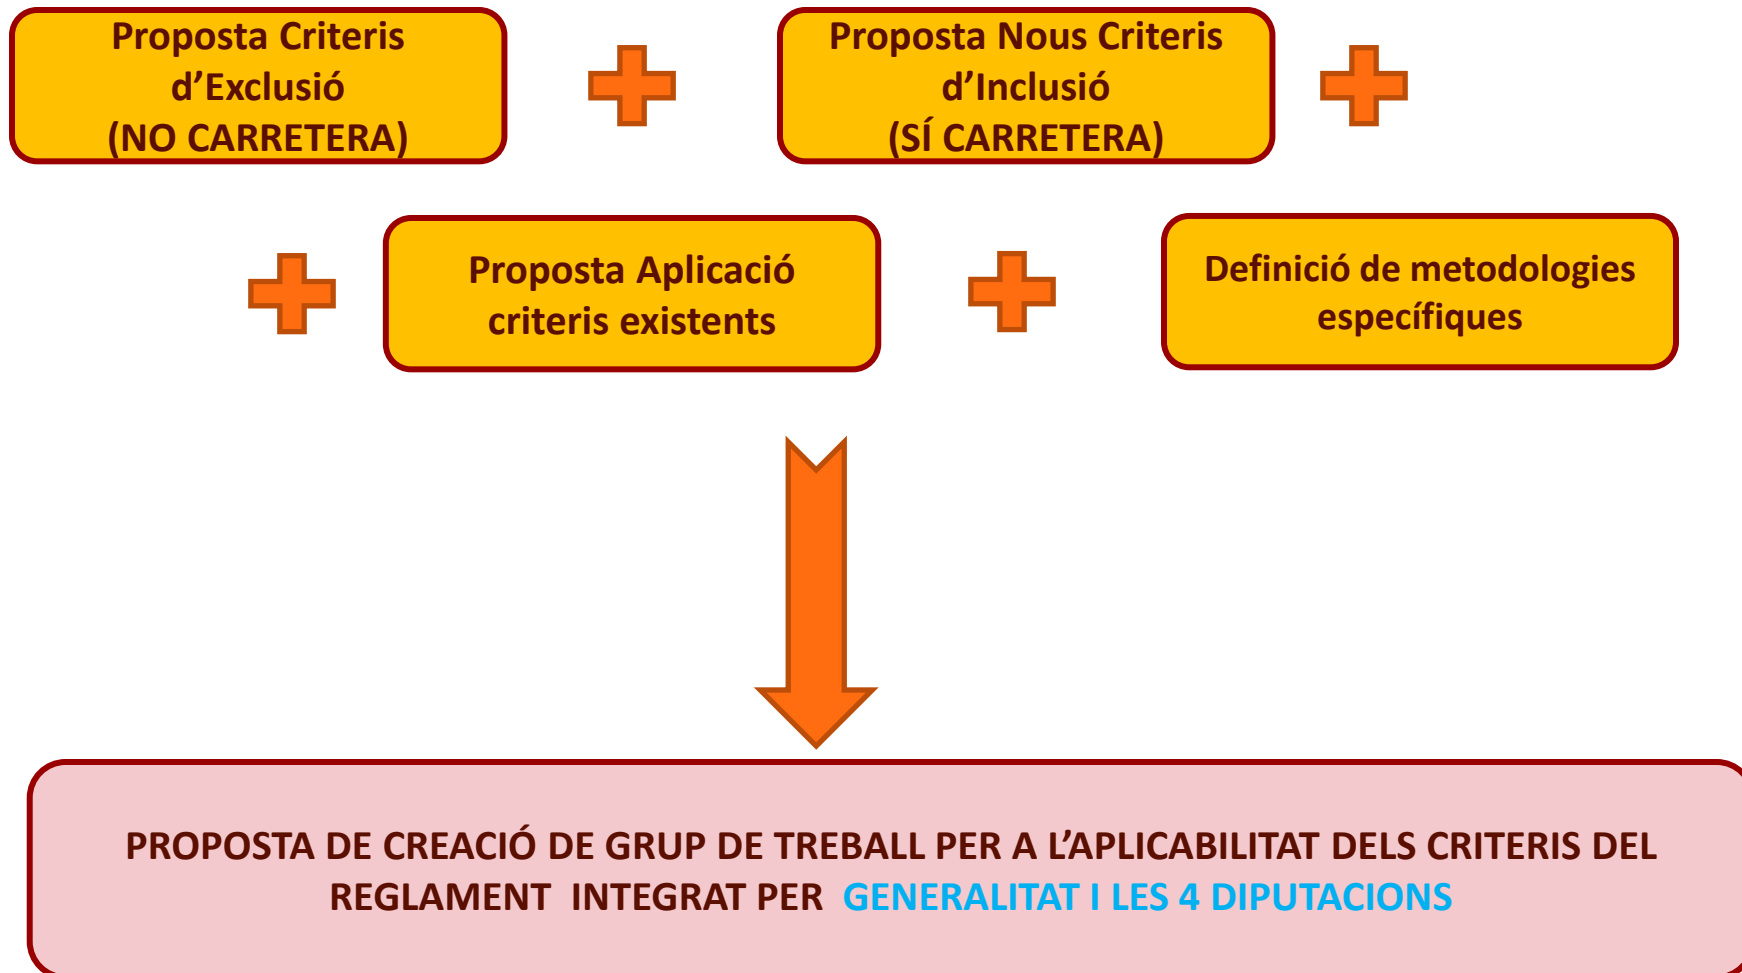 Proposta Criteris
d’Exclusió
(NO CARRETERA)
Proposta Nous Criteris
d’Inclusió
(SÍ CARRETERA)
Proposta Aplicació
criteris existents
Definició de metodologies
específiques
PROPOSTA DE CREACIÓ DE GRUP DE TREBALL PER A L’APLICABILITAT DELS CRITERIS DEL
REGLAMENT INTEGRAT PER GENERALITAT I LES 4 DIPUTACIONS